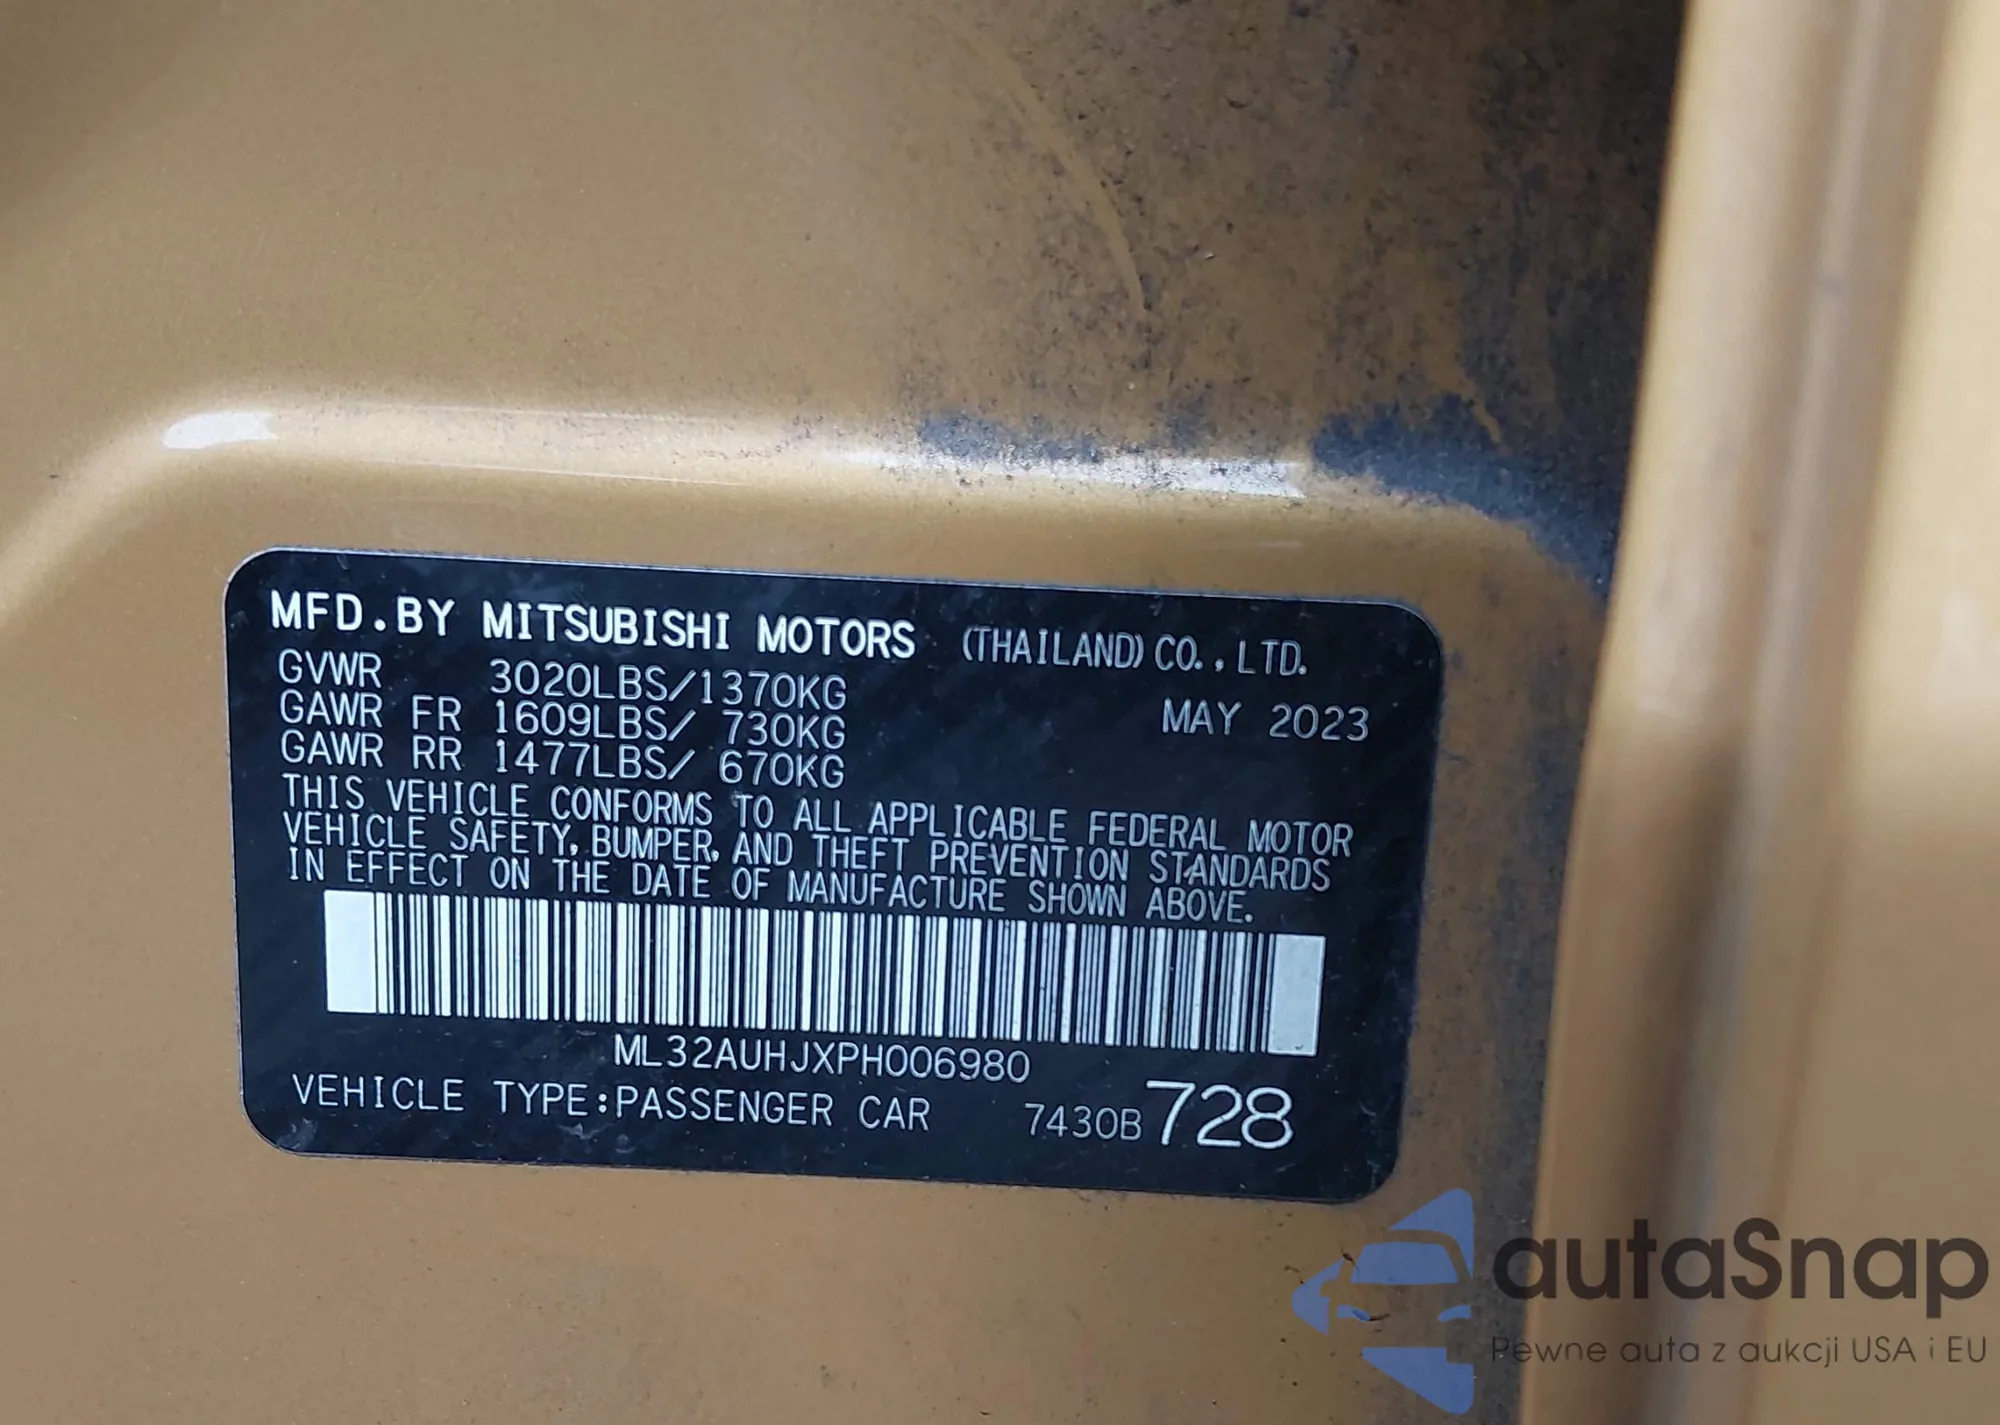 MFD.BY MITSUBISHI MOTORS (THAILAND) CO.,LTD.
GVWR 3020LBS/1370KG
GAWR FR 1609LBS/ 730KG MAY 2023
GAWR RR 1477LBS/ 670KG
THIS VEHICLE CONFORMS TO ALL APPLICABLE FEDERAL MOTOR
VEHICLE SAFETY, BUMPER, AND THEFT PREVENTION STANDARDS
IN EFFECT ON THE DATE OF MANUFACTURE SHOWN ABOVE.
ML32AUHJXPH006980
VEHICLE TYPE:PASSENGER CAR 7430B 728
autaSnap
Pewne auta z aukcji USA i EU